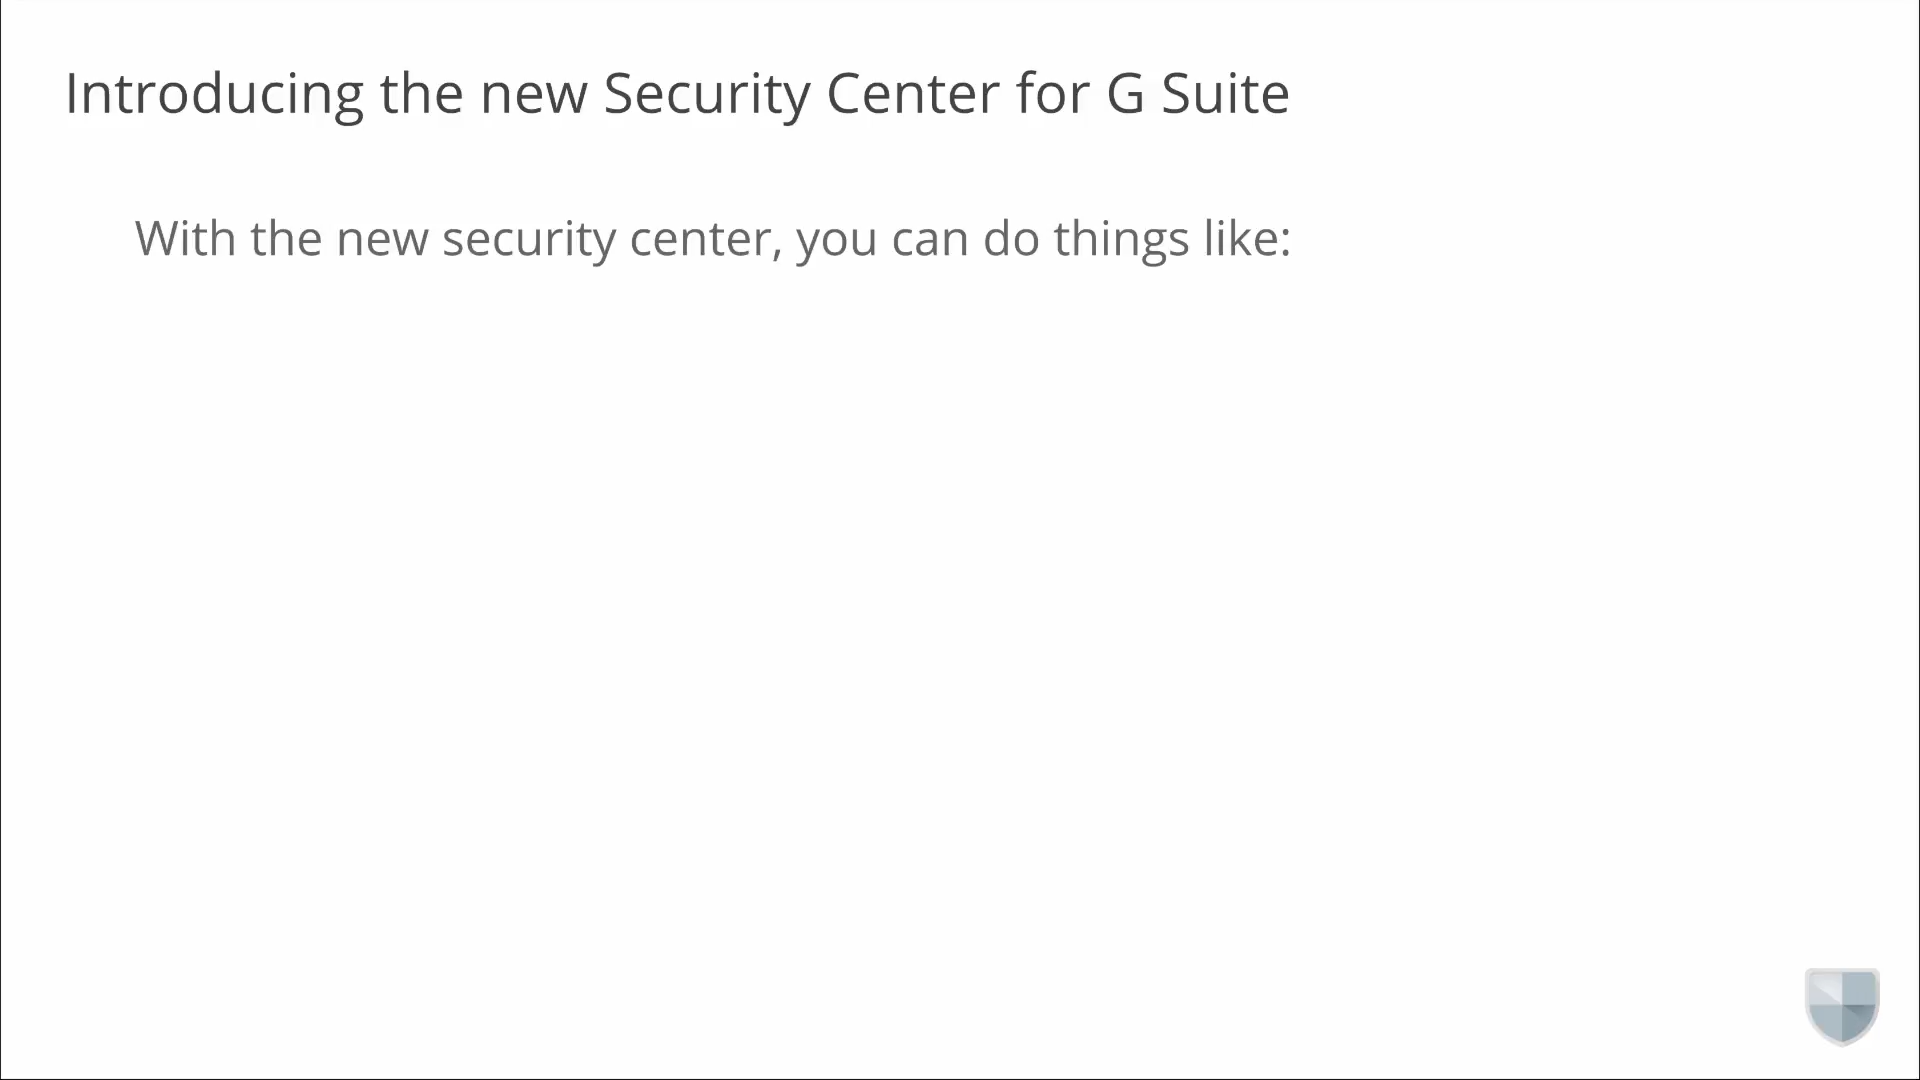 Introducing the new Security Center for G Suite
With the new security center, you can do things like: